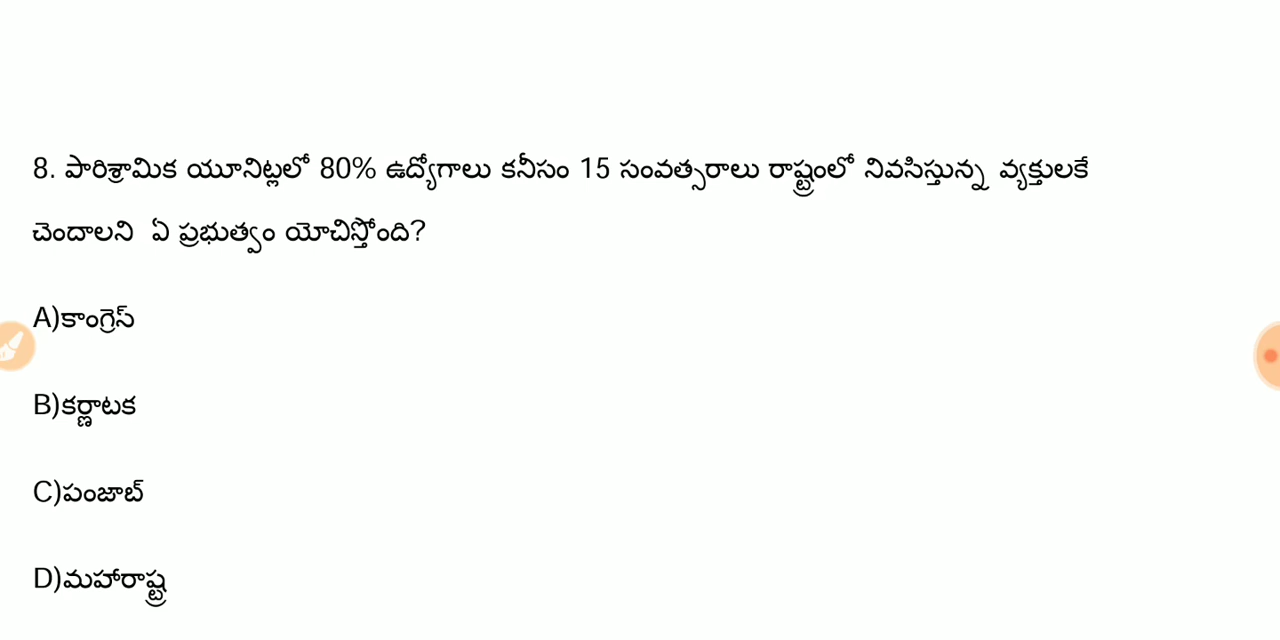 8. పారిశ్రామిక యూనిట్లలో 80% ఉద్యోగాలు కనీసం 15 సంవత్సరాలు రాష్ట్రంలో నివసిస్తున్న వ్యక్తులకే
చెందాలని ఏ ప్రభుత్వం యోచిస్తోంది?
A)కాంగ్రెస్
B)కర్ణాటక
C)పంజాబ్
D)మహారాష్ట్ర